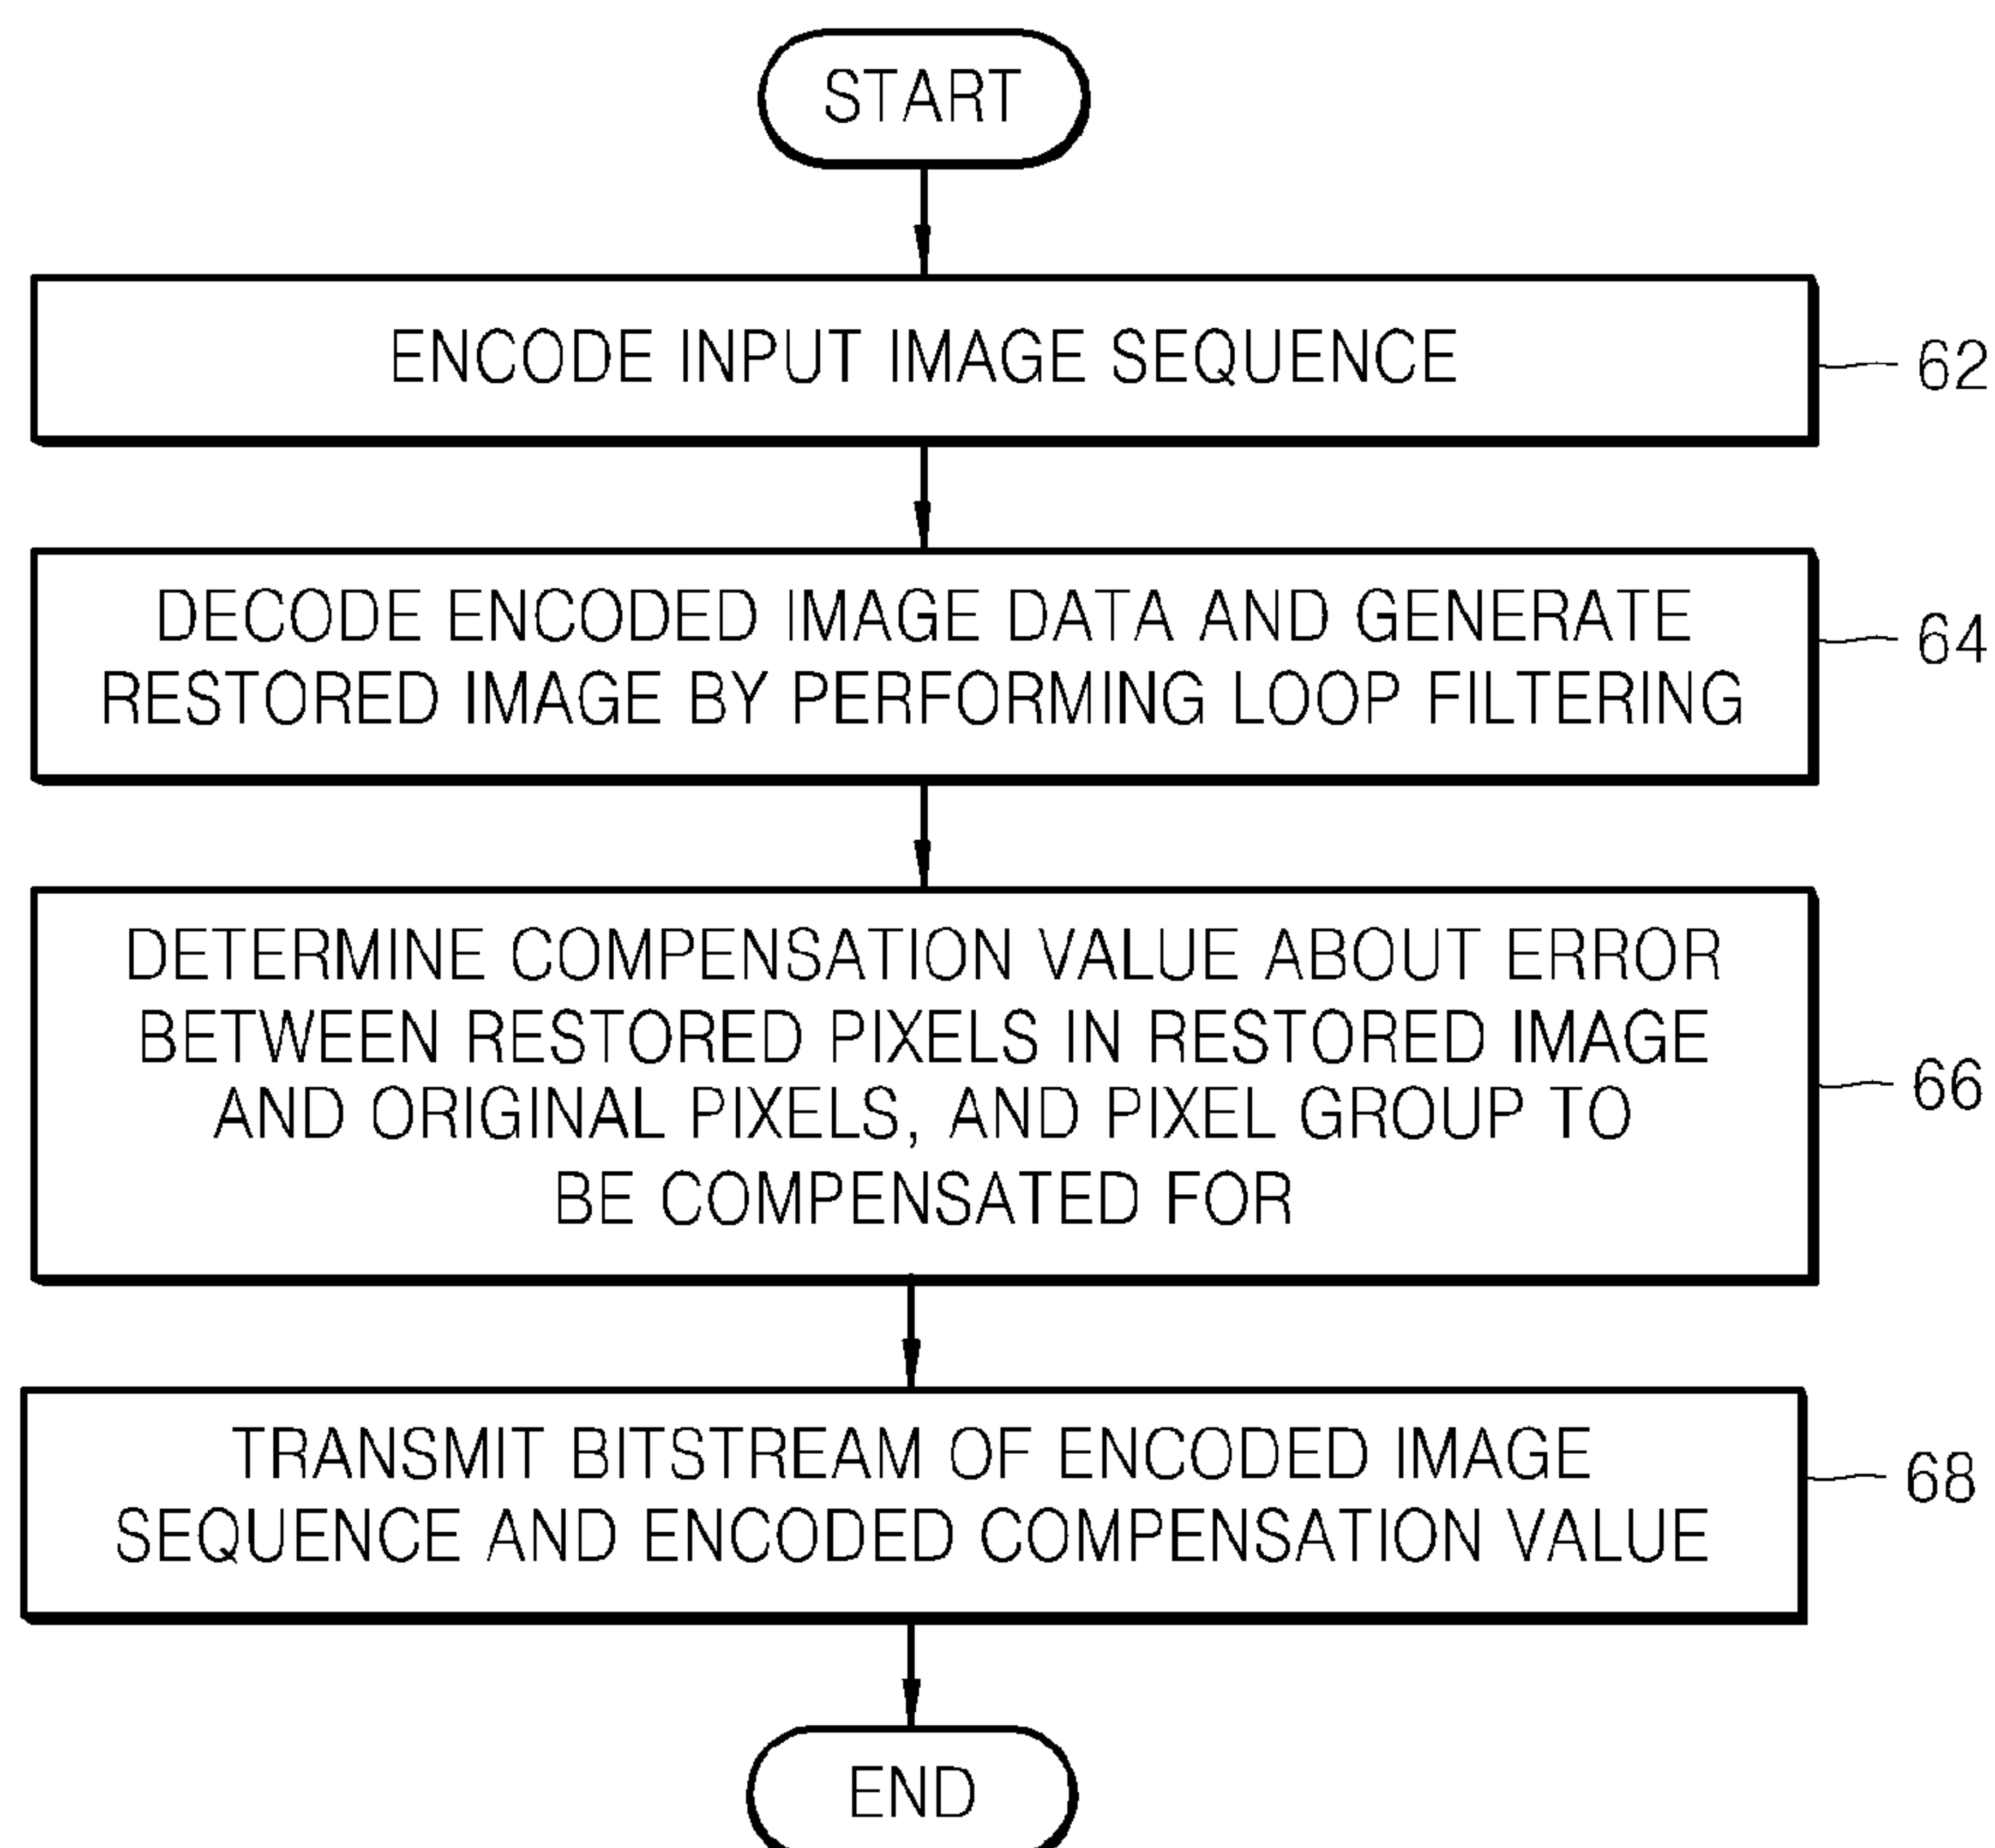 START
ENCODE INPUT IMAGE SEQUENCE
62
DECODE ENCODED IMAGE DATA AND GENERATE
RESTORED IMAGE BY PERFORMING LOOP FILTERING
64
DETERMINE COMPENSATION VALUE ABOUT ERROR
BETWEEN RESTORED PIXELS IN RESTORED IMAGE
AND ORIGINAL PIXELS, AND PIXEL GROUP TO
BE COMPENSATED FOR
66
TRANSMIT BITSTREAM OF ENCODED IMAGE
SEQUENCE AND ENCODED COMPENSATION VALUE
68
END